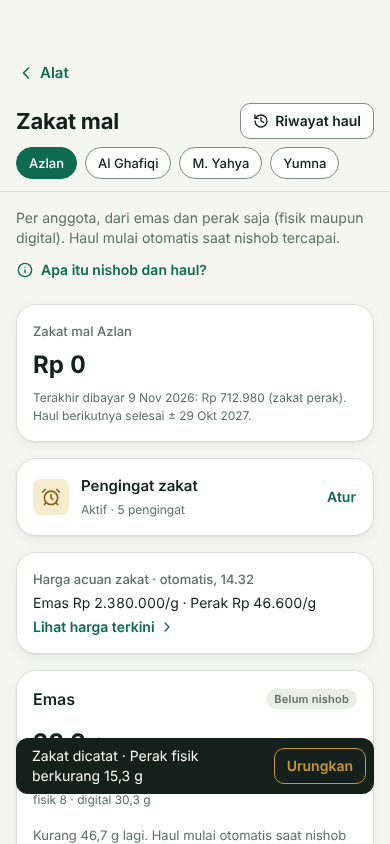 Alat
Zakat mal
Riwayat haul
Azlan
Al Ghafiqi
M. Yahya
Yumna
Per anggota, dari emas dan perak saja (fisik maupun
digital). Haul mulai otomatis saat nishob tercapai.
Apa itu nishob dan haul?
Zakat mal Azlan
Rp 0
Terakhir dibayar 9 Nov 2026: Rp 712.980 (zakat perak).
Haul berikutnya selesai ± 29 Okt 2027.
Pengingat zakat
Aktif · 5 pengingat
Atur
Harga acuan zakat · otomatis, 14.32
Emas Rp 2.380.000/g · Perak Rp 46.600/g
Lihat harga terkini
Emas
Belum nishob
Zakat dicatat · Perak fisik
berkurang 15,3 g
Urungkan
fisik 8 · digital 30,3 g
Kurang 46,7 g lagi. Haul mulai otomatis saat nishob